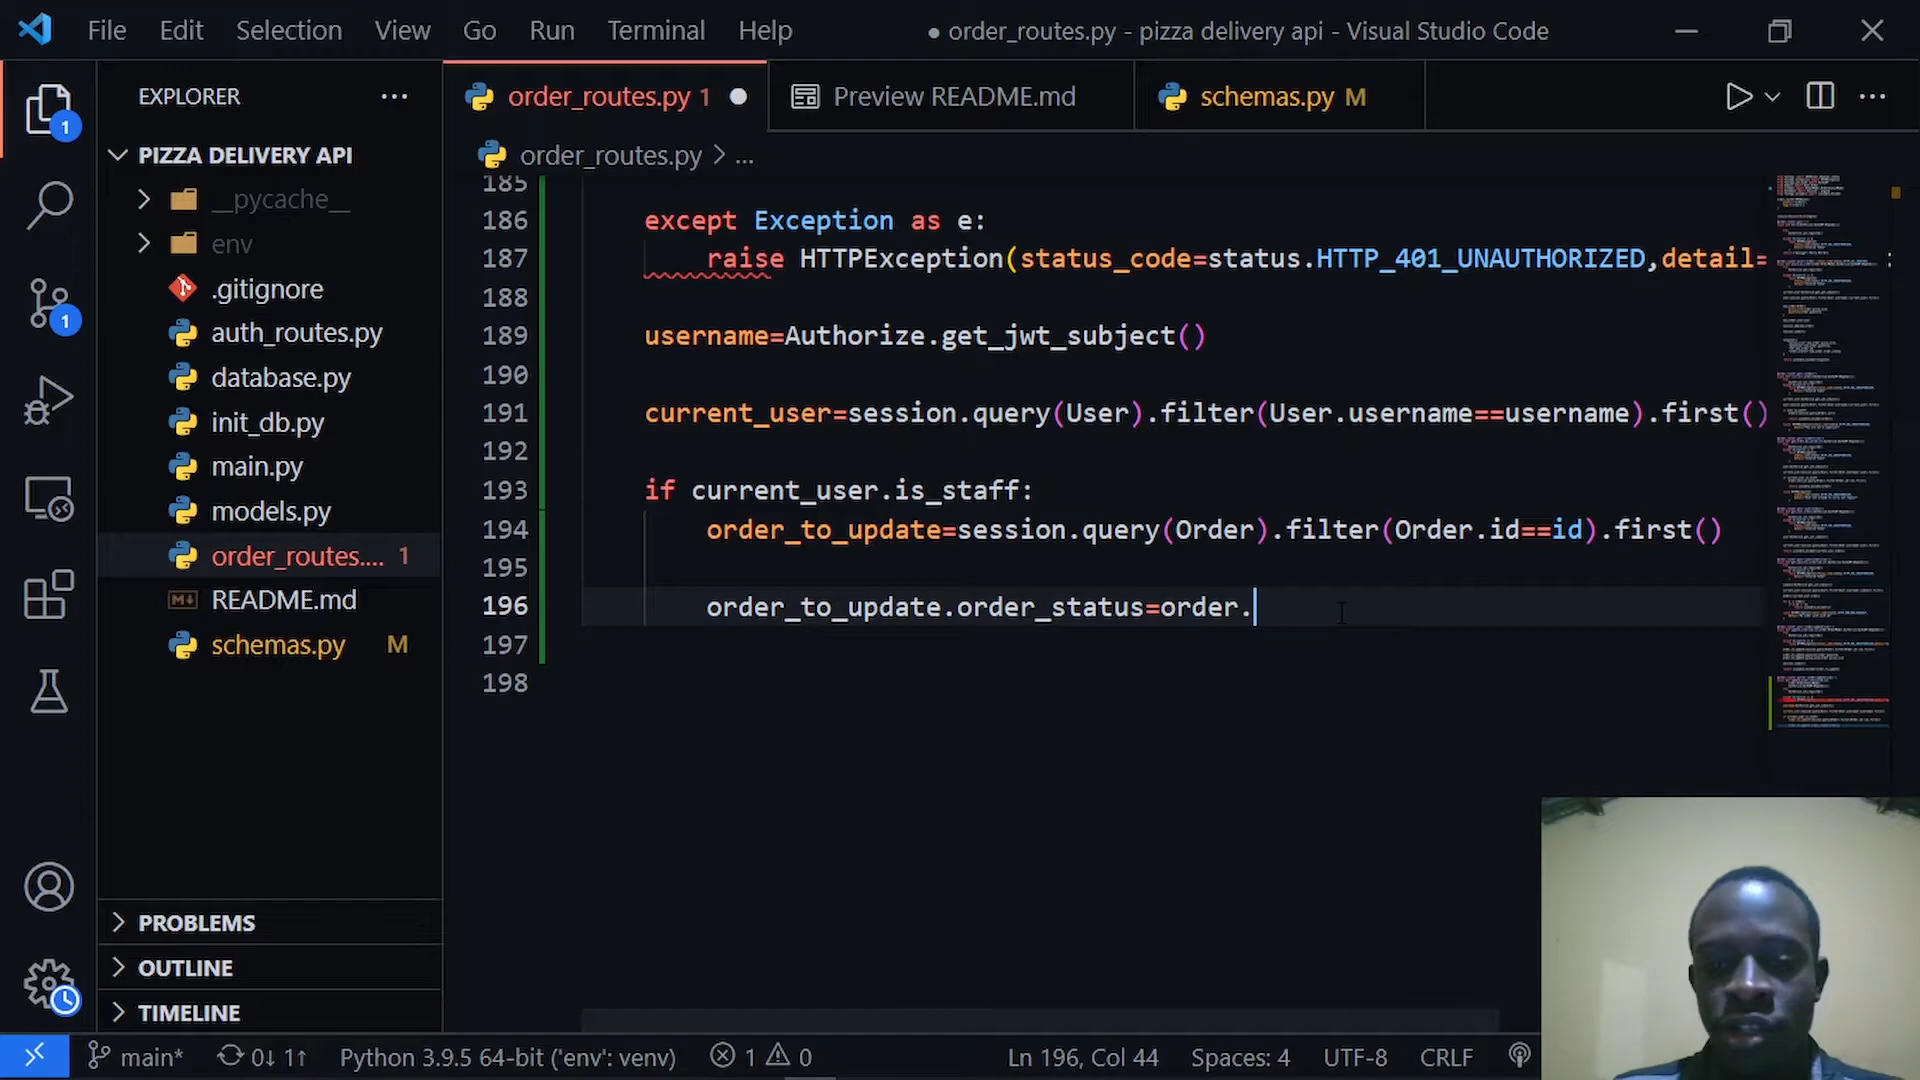 File Edit Selection View Go Run Terminal Help
● order_routes.py - pizza delivery api - Visual Studio Code
EXPLORER
order_routes.py 1
Preview README.md
schemas.py M
order_routes.py > ...
1
PIZZA DELIVERY API
__pycache__
env
.gitignore
auth_routes.py
database.py
init_db.py
main.py
models.py
order_routes.... 1
README.md
schemas.py M
1
185
186 except Exception as e:
187 raise HTTPException(status_code=status.HTTP_401_UNAUTHORIZED,detail=
188
189 username=Authorize.get_jwt_subject()
190
191 current_user=session.query(User).filter(User.username==username).first()
192
193 if current_user.is_staff:
194 order_to_update=session.query(Order).filter(Order.id==id).first()
195
196 order_to_update.order_status=order.
197
198
PROBLEMS
OUTLINE
TIMELINE
main* 0↓ 1↑ Python 3.9.5 64-bit ('env': venv) 1 0 Ln 196, Col 44 Spaces: 4 UTF-8 CRLF